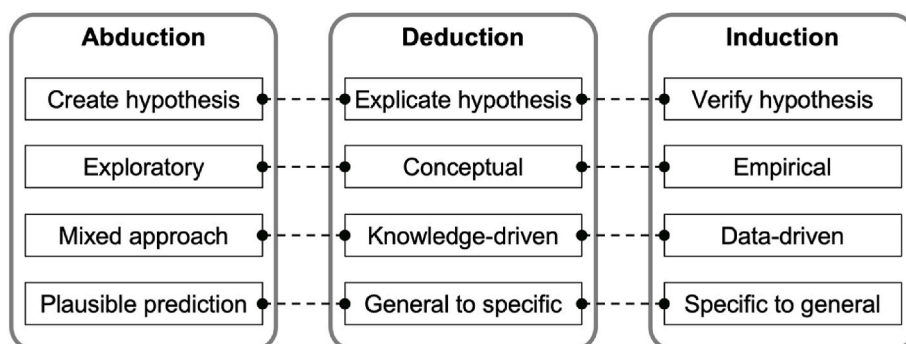 Abduction
Create hypothesis
Exploratory
Mixed approach
Plausible prediction
Deduction
Explicate hypothesis
Conceptual
Knowledge-driven
General to specific
Induction
Verify hypothesis
Empirical
Data-driven
Specific to general